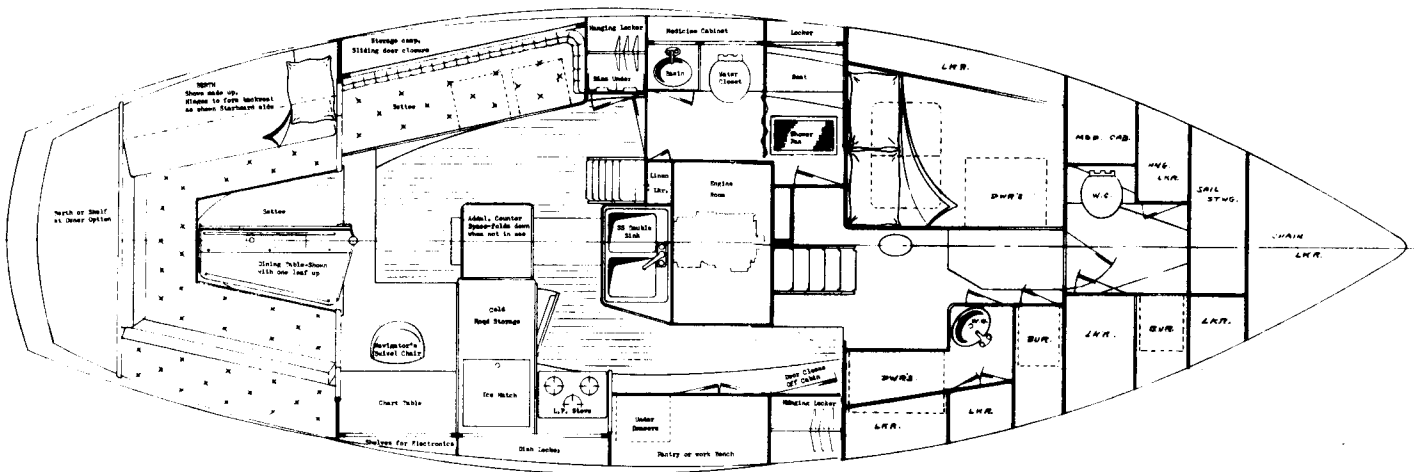 Storage comp.
Sliding door closure
Hanging Locker
Medicine Cabinet
Locker
BERTH
Shown made up,
Hinges to form backrest
as shown Starboard side
Settee
Bins Under
Basin
Water
Closet
Seat
LKR.
Shower
Pan
MED. CAB.
HNG.
LKR.
W.C.
SAIL
STWG.
CHAIN
LKR.
Linen
Lkr.
Engine
Room
DWR'S
Berth or Shelf
at Owner Option
Settee
Addnl. Counter
Space-folds down
when not in use
SS Double
Sink
Dining Table-Shown
with one leaf up
Cold
Food Storage
Navigator's
Swivel Chair
Door Closes
Off Cabin
DWR'S
BUR.
LKR.
BUR.
LKR.
Chart Table
Ice Hatch
L.P. Stove
Under
Hanging Locker
LKR.
LKR.
Shelves for Electronics
Dish Locker
Pantry or work Bench